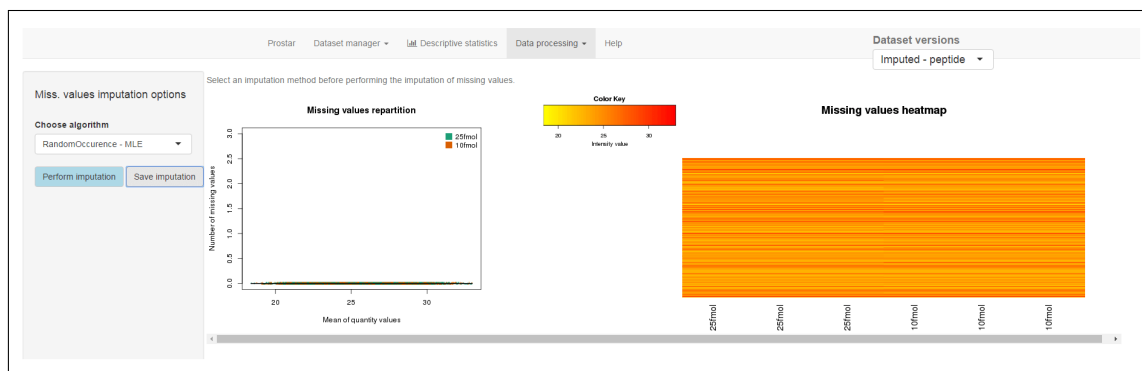 Prostar Dataset manager Descriptive statistics Data processing Help
Dataset versions
Imputed - peptide
Miss. values imputation options
Choose algorithm
RandomOccurence - MLE
Perform imputation Save imputation
Select an imputation method before performing the imputation of missing values.
Missing values repartition
25fmol
10fmol
Number of missing values
3.0
2.5
2.0
1.5
1.0
0.5
0.0
20 25 30
Mean of quantity values
Color Key
20 25 30
Intensity value
Missing values heatmap
25fmol 25fmol 25fmol 10fmol 10fmol 10fmol